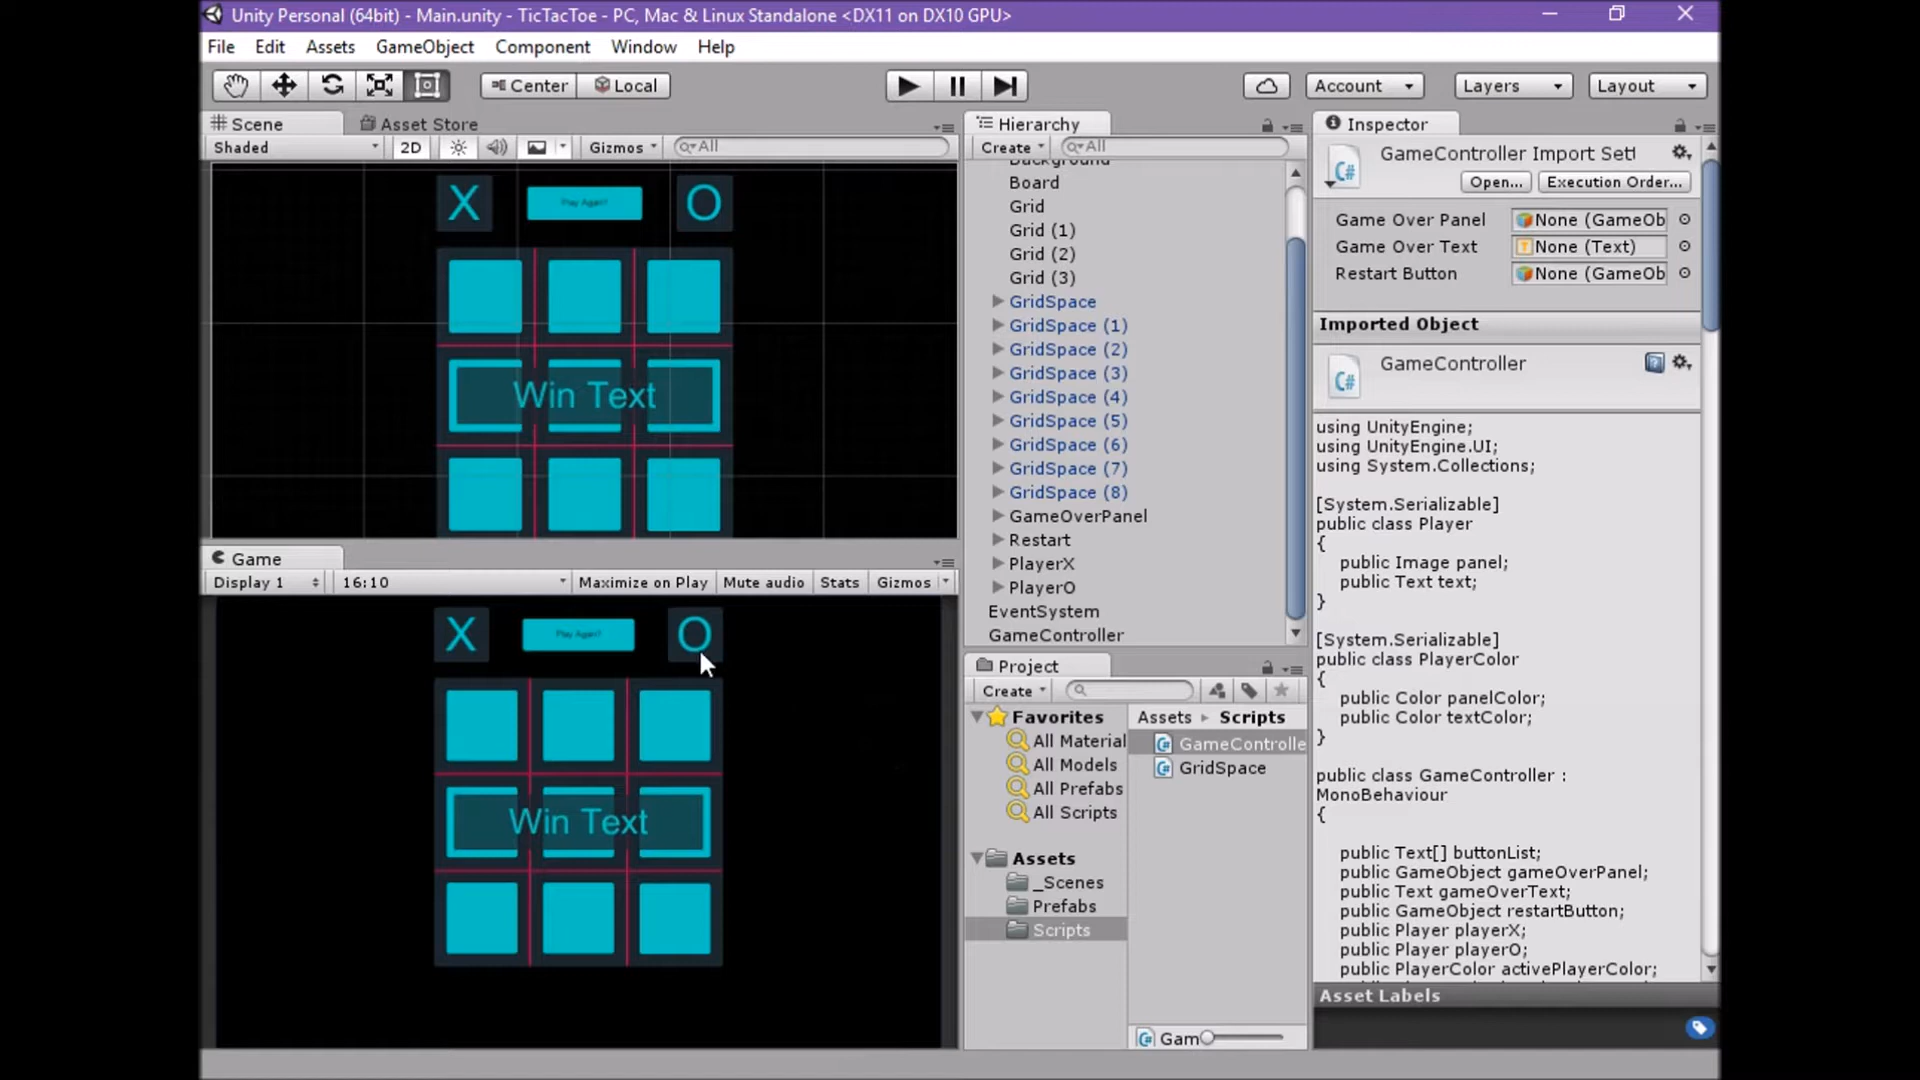 Unity Personal (64bit) - Main.unity - TicTacToe - PC, Mac & Linux Standalone <DX11 on DX10 GPU>
File Edit Assets GameObject Component Window Help
Center Local Account Layers Layout
Scene Asset Store
Shaded 2D Gizmos All
X Play Again? O
Win Text
Game
Display 1 16:10 Maximize on Play Mute audio Stats Gizmos
X Play Again? O
Win Text
Hierarchy
Create All
Background
Board
Grid
Grid (1)
Grid (2)
Grid (3)
GridSpace
GridSpace (1)
GridSpace (2)
GridSpace (3)
GridSpace (4)
GridSpace (5)
GridSpace (6)
GridSpace (7)
GridSpace (8)
GameOverPanel
Restart
PlayerX
PlayerO
EventSystem
GameController
Project
Create
Favorites
All Material
All Models
All Prefabs
All Scripts
Assets
_Scenes
Prefabs
Scripts
Assets Scripts
C# GameControlle
C# GridSpace
C# Gam
Inspector
C# GameController Import Sett
Open... Execution Order...
Game Over Panel None (GameOb
Game Over Text None (Text)
Restart Button None (GameOb
Imported Object
C# GameController
using UnityEngine;
using UnityEngine.UI;
using System.Collections;
[System.Serializable]
public class Player
{
public Image panel;
public Text text;
}
[System.Serializable]
public class PlayerColor
{
public Color panelColor;
public Color textColor;
}
public class GameController :
MonoBehaviour
{
public Text[] buttonList;
public GameObject gameOverPanel;
public Text gameOverText;
public GameObject restartButton;
public Player playerX;
public Player playerO;
public PlayerColor activePlayerColor;
Asset Labels